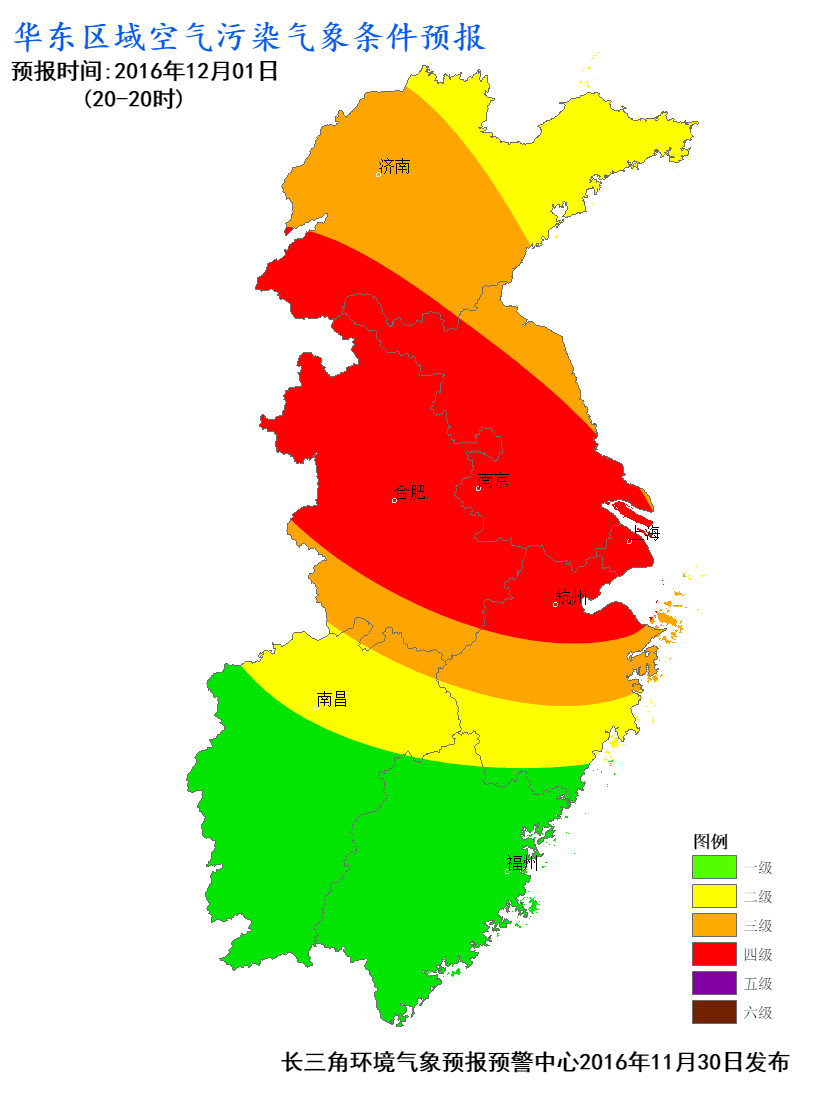 华东区域空气污染气象条件预报
预报时间:2016年12月01日
(20-20时)
济南
合肥
南京
上海
杭州
南昌
福州
图例
一级
二级
三级
四级
五级
六级
长三角环境气象预报预警中心2016年11月30日发布